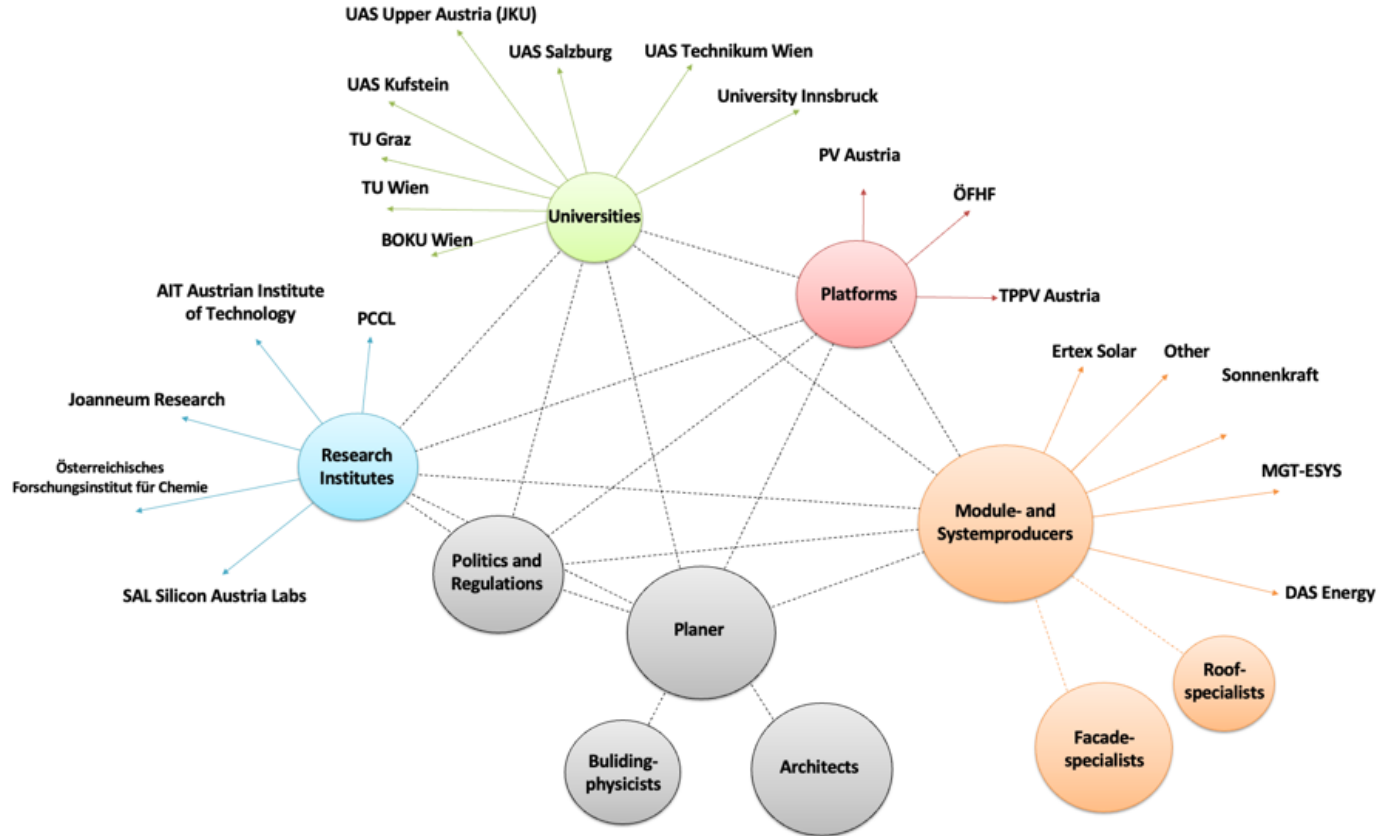 UAS Upper Austria (JKU)
UAS Salzburg
UAS Technikum Wien
UAS Kufstein
University Innsbruck
TU Graz
TU Wien
BOKU Wien
Universities
PV Austria
ÖFHF
Platforms
TPPV Austria
AIT Austrian Institute
of Technology
PCCL
Joanneum Research
Österreichisches
Forschungsinstitut für Chemie
Research
Institutes
SAL Silicon Austria Labs
Ertex Solar
Other
Sonnenkraft
MGT-ESYS
Module- and
Systemproducers
DAS Energy
Politics and
Regulations
Planer
Roof-
specialists
Facade-
specialists
Buliding-
physicists
Architects